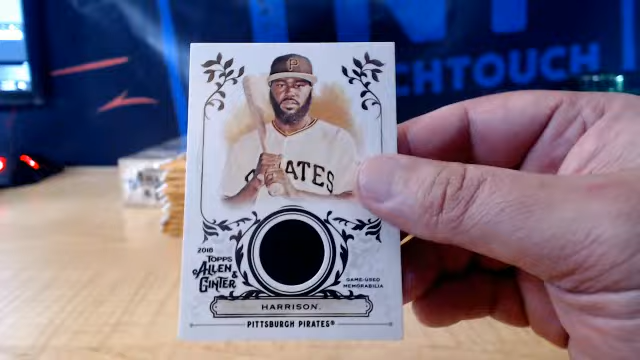 CHTOUCH
P
PIRATES
2018
TOPPS
ALLEN
&
GINTER
GAME-USED
MEMORABILIA
HARRISON
PITTSBURGH PIRATES®